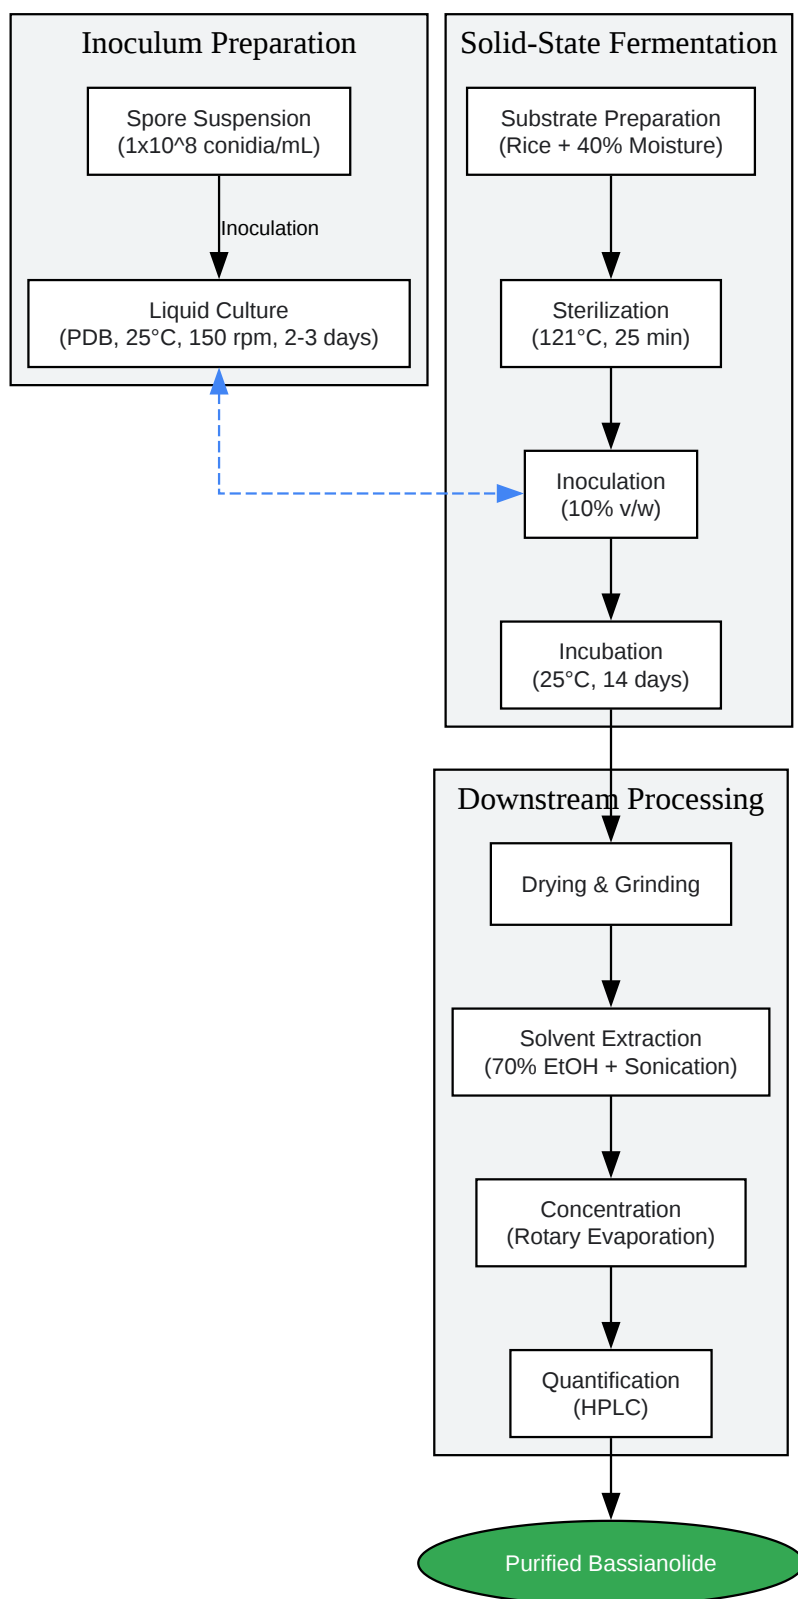 Inoculum Preparation
Spore Suspension
(1x10^8 conidia/mL)
Inoculation
Liquid Culture
(PDB, 25°C, 150 rpm, 2-3 days)
Solid-State Fermentation
Substrate Preparation
(Rice + 40% Moisture)
Sterilization
(121°C, 25 min)
Inoculation
(10% v/w)
Incubation
(25°C, 14 days)
Downstream Processing
Drying & Grinding
Solvent Extraction
(70% EtOH + Sonication)
Concentration
(Rotary Evaporation)
Quantification
(HPLC)
Purified Bassianolide